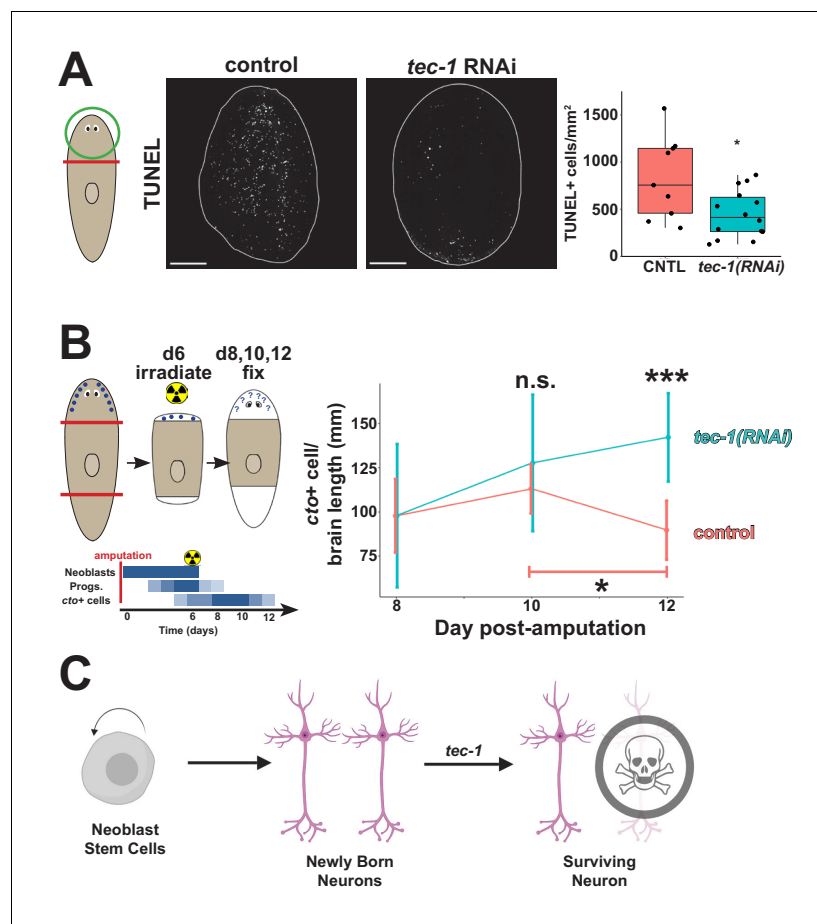 A
control
tec-1 RNAi
TUNEL
TUNEL+ cells/mm²
1500
1000
500
0
CNTL
tec-1(RNAi)
*
B
d6
irradiate
d8,10,12
fix
? ? ? ? ? ?
amputation
Neoblasts
Progs.
cto+ cells
0 6 8 10 12
Time (days)
cto+ cell/
brain length (mm)
150
125
100
75
n.s.
***
tec-1(RNAi)
control
*
8 10 12
Day post-amputation
C
tec-1
Neoblast
Stem Cells
Newly Born
Neurons
Surviving
Neuron